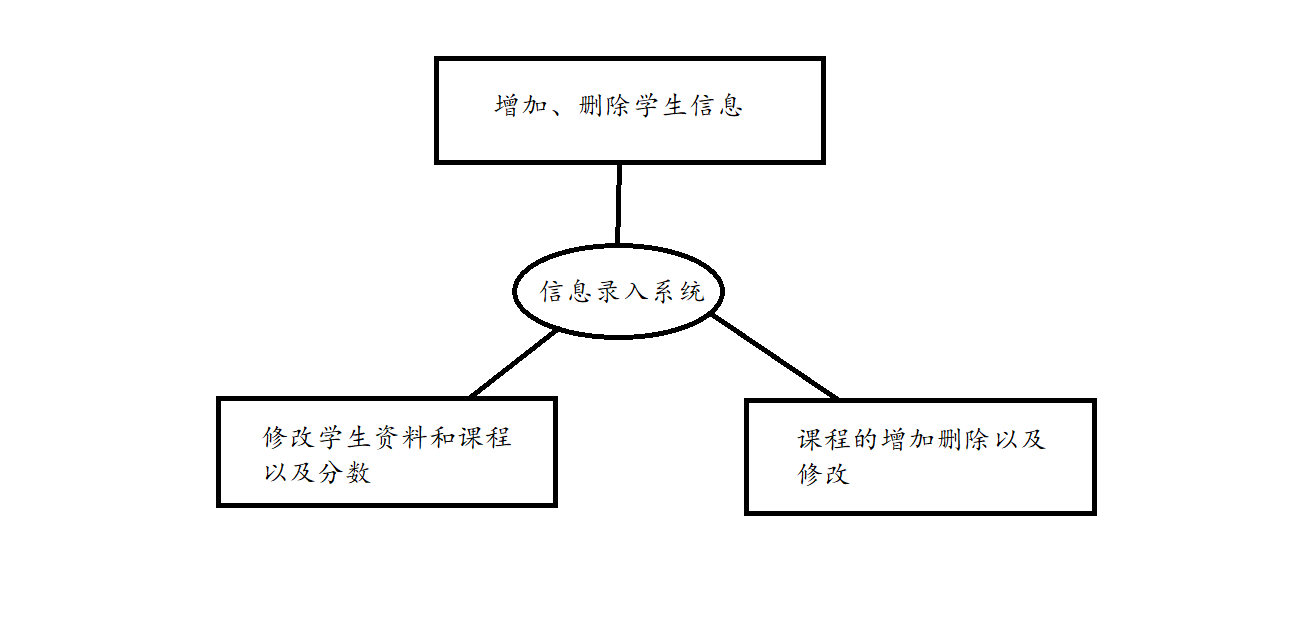 增加、删除学生信息
信息录入系统
修改学生资料和课程
以及分数
课程的增加删除以及
修改